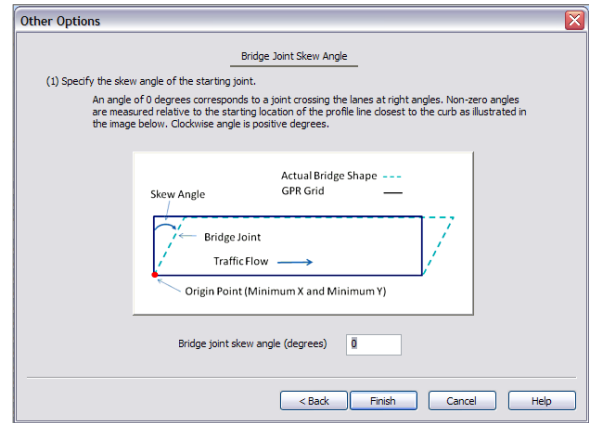 Other Options
Bridge Joint Skew Angle
(1) Specify the skew angle of the starting joint.
An angle of 0 degrees corresponds to a joint crossing the lanes at right angles. Non-zero angles
are measured relative to the starting location of the profile line closest to the curb as illustrated in
the image below. Clockwise angle is positive degrees.
Actual Bridge Shape
Skew Angle
GPR Grid
Bridge Joint
Traffic Flow
Origin Point (Minimum X and Minimum Y)
Bridge joint skew angle (degrees) 0
< Back Finish Cancel Help